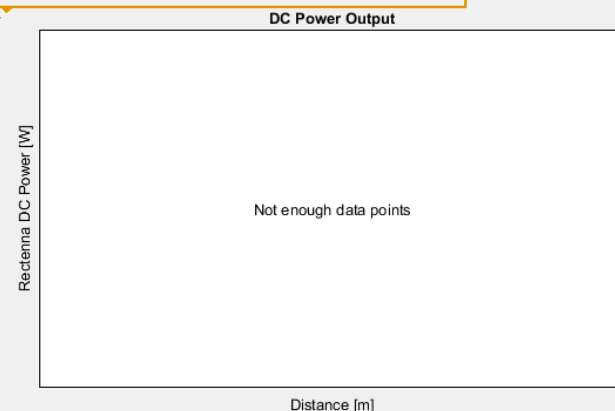 DC Power Output
Rectenna DC Power [W]
Not enough data points
Distance [m]